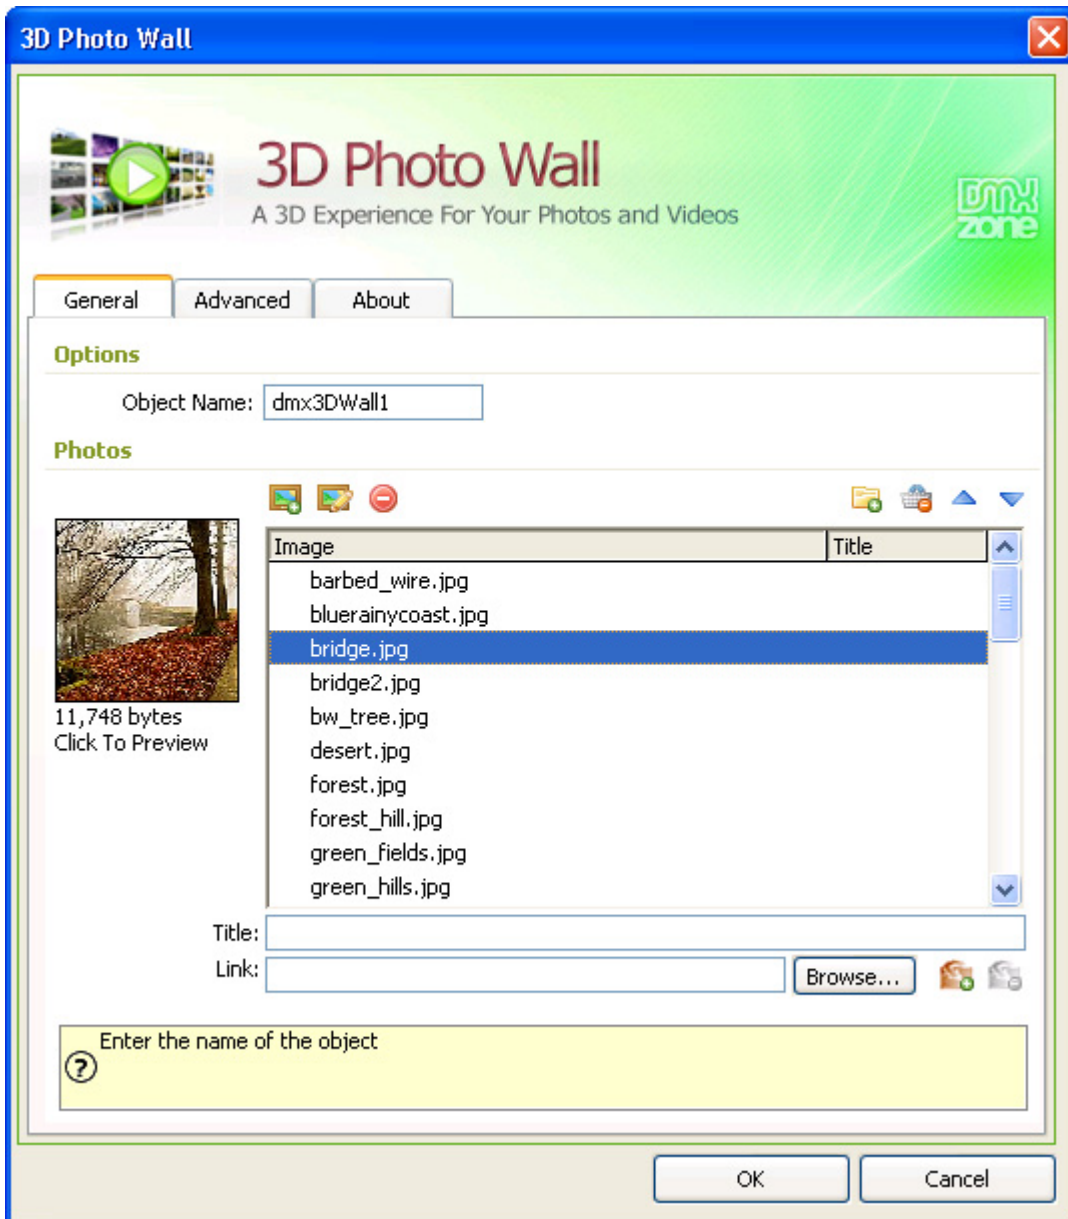 3D Photo Wall
3D Photo Wall
A 3D Experience For Your Photos and Videos
DMX
zone
General Advanced About
Options
Object Name: dmx3DWall1
Photos
Image Title
barbed_wire.jpg
bluerainycoast.jpg
bridge.jpg
bridge2.jpg
bw_tree.jpg
desert.jpg
forest.jpg
forest_hill.jpg
green_fields.jpg
green_hills.jpg
11,748 bytes
Click To Preview
Title:
Link: Browse...
Enter the name of the object
?
OK Cancel